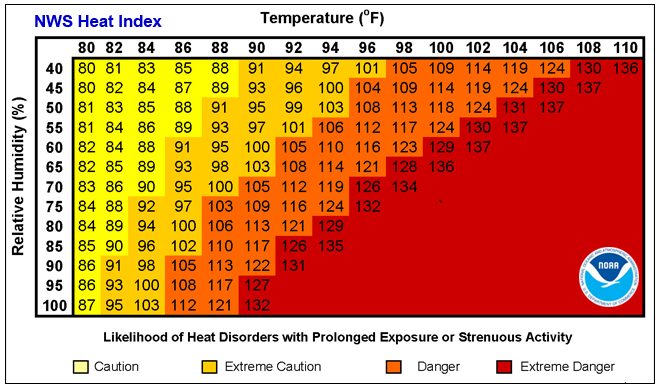 NWS Heat Index
Temperature (°F)
80 82 84 86 88 90 92 94 96 98 100 102 104 106 108 110
40 80 81 83 85 88 91 94 97 101 105 109 114 119 124 130 136
45 80 82 84 87 89 93 96 100 104 109 114 119 124 130 137
50 81 83 85 88 91 95 99 103 108 113 118 124 131 137
55 81 84 86 89 93 97 101 106 112 117 124 130 137
60 82 84 88 91 95 100 105 110 116 123 129 137
65 82 85 89 93 98 103 108 114 121 128 136
70 83 86 90 95 100 105 112 119 126 134
75 84 88 92 97 103 109 116 124 132
80 84 89 94 100 106 113 121 129
85 85 90 96 102 110 117 126 135
90 86 91 98 105 113 122 131
95 86 93 100 108 117 127
100 87 95 103 112 121 132
Relative Humidity (%)
NOAA
Likelihood of Heat Disorders with Prolonged Exposure or Strenuous Activity
Caution Extreme Caution Danger Extreme Danger